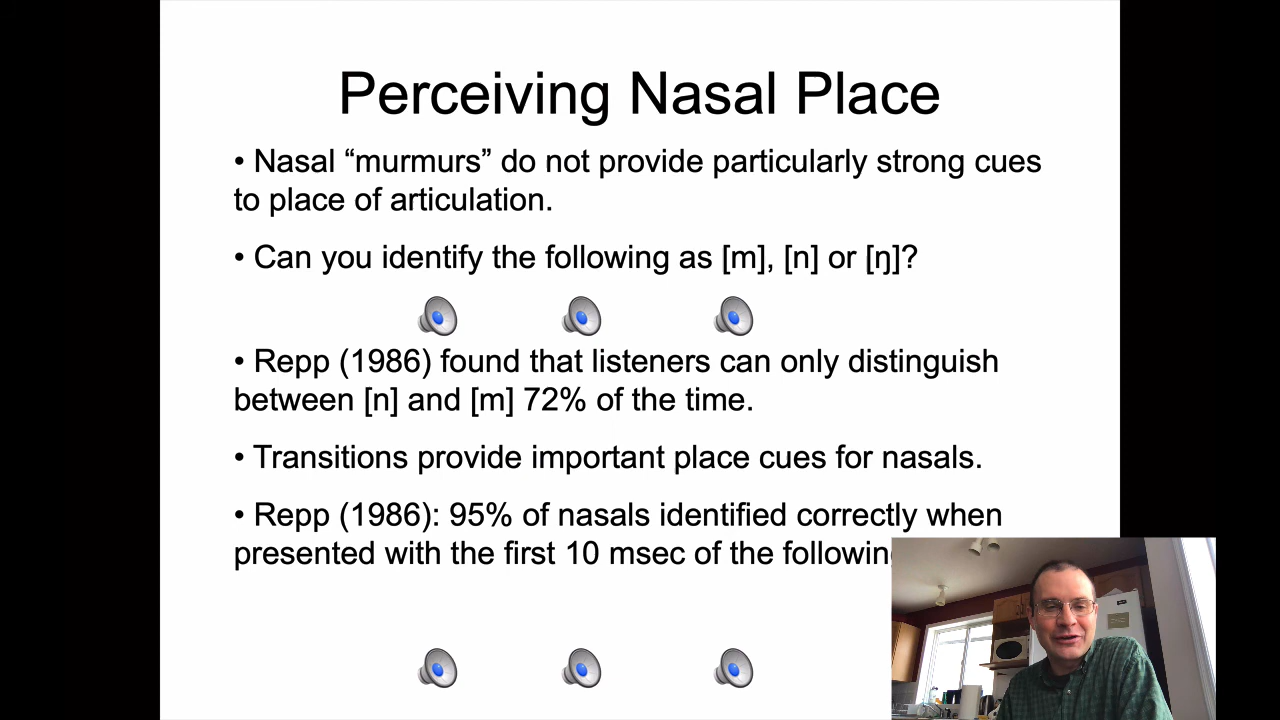 Perceiving Nasal Place
• Nasal “murmurs” do not provide particularly strong cues
to place of articulation.
• Can you identify the following as [m], [n] or [ŋ]?
• Repp (1986) found that listeners can only distinguish
between [n] and [m] 72% of the time.
• Transitions provide important place cues for nasals.
• Repp (1986): 95% of nasals identified correctly when
presented with the first 10 msec of the following